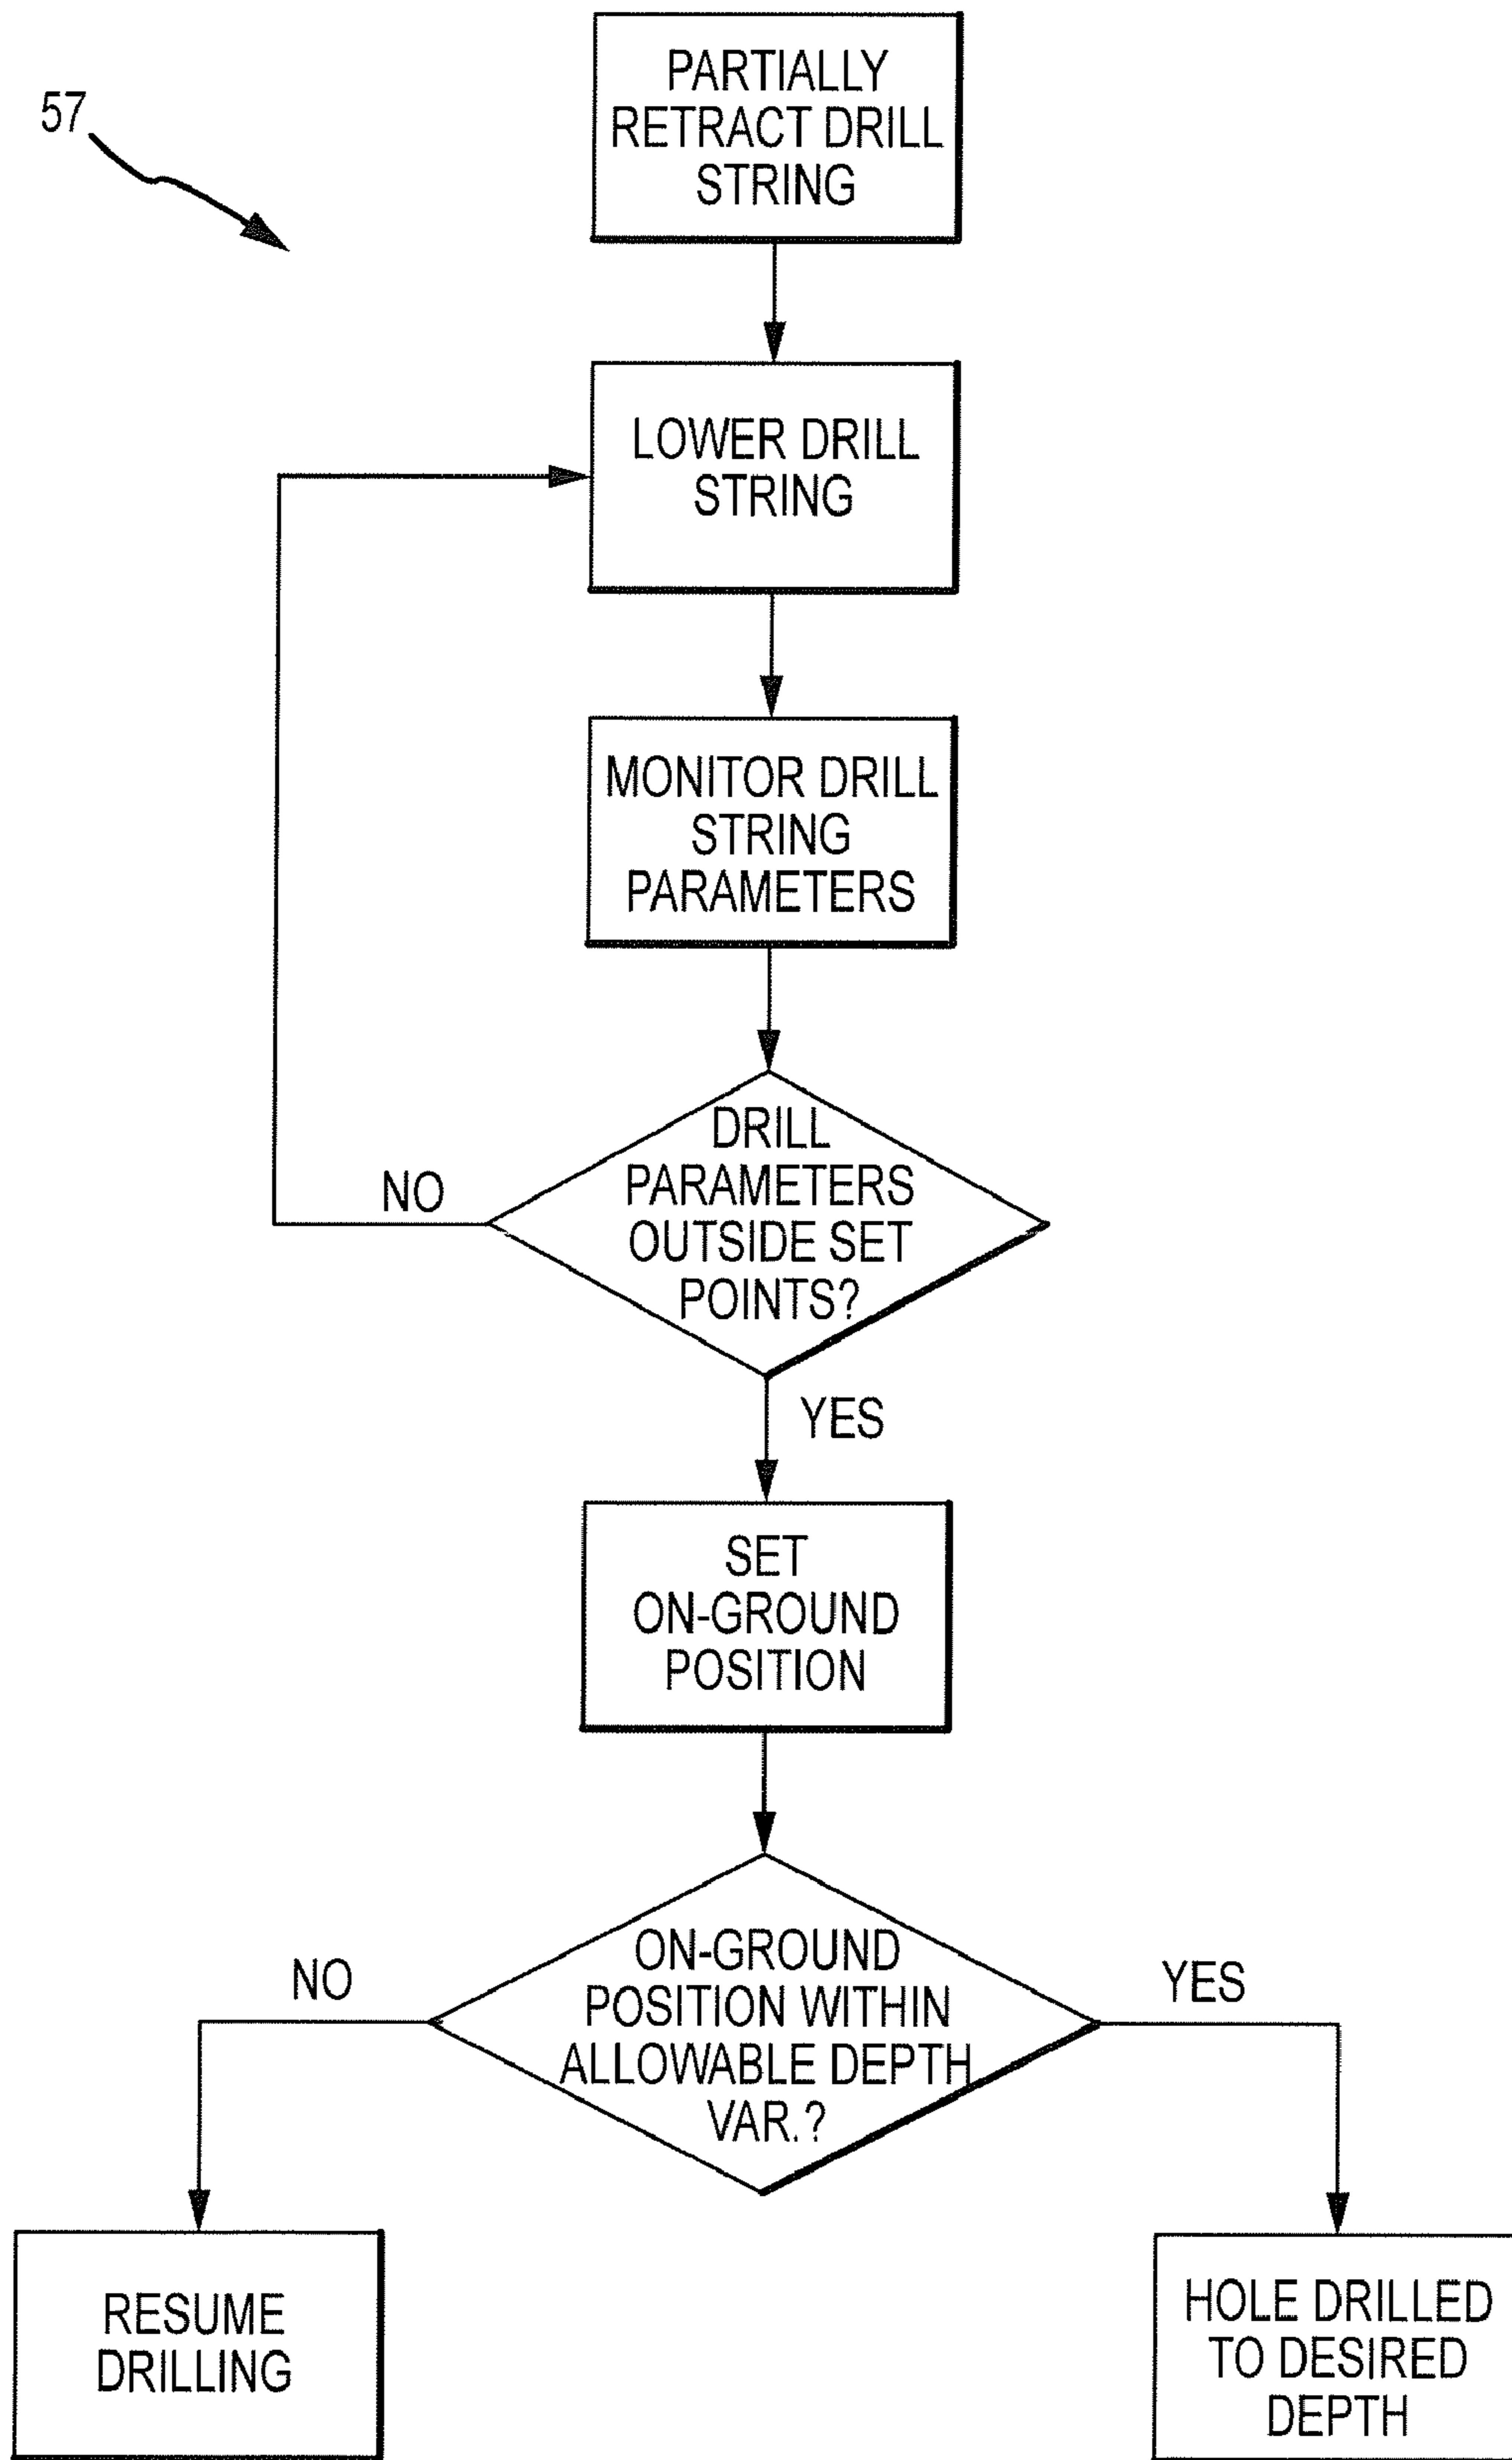 57
PARTIALLY
RETRACT DRILL
STRING
LOWER DRILL
STRING
MONITOR DRILL
STRING
PARAMETERS
DRILL
PARAMETERS
OUTSIDE SET
POINTS?
NO
YES
SET
ON-GROUND
POSITION
ON-GROUND
POSITION WITHIN
ALLOWABLE DEPTH
VAR.?
NO
YES
RESUME
DRILLING
HOLE DRILLED
TO DESIRED
DEPTH